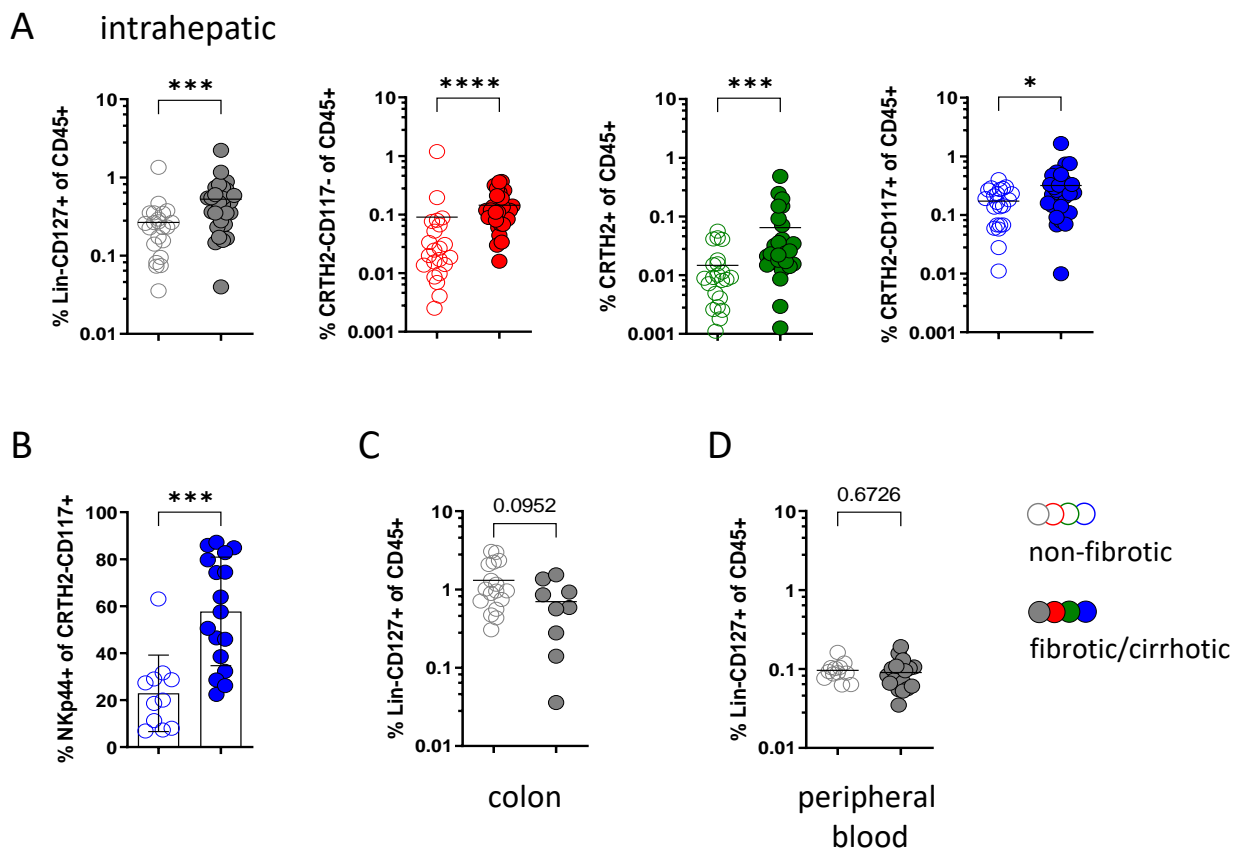 A intrahepatic
% Lin-CD127+ of CD45+
10
1
0.1
0.01
***
% CRTH2-CD117- of CD45+
10
1
0.1
0.01
0.001
****
% CRTH2+ of CD45+
10
1
0.1
0.01
0.001
***
% CRTH2-CD117+ of CD45+
10
1
0.1
0.01
0.001
*
B
% NKp44+ of CRTH2-CD117+
100
80
60
40
20
0
***
C
% Lin-CD127+ of CD45+
10
1
0.1
0.01
0.0952
colon
D
% Lin-CD127+ of CD45+
10
1
0.1
0.01
0.6726
peripheral
blood
non-fibrotic
fibrotic/cirrhotic